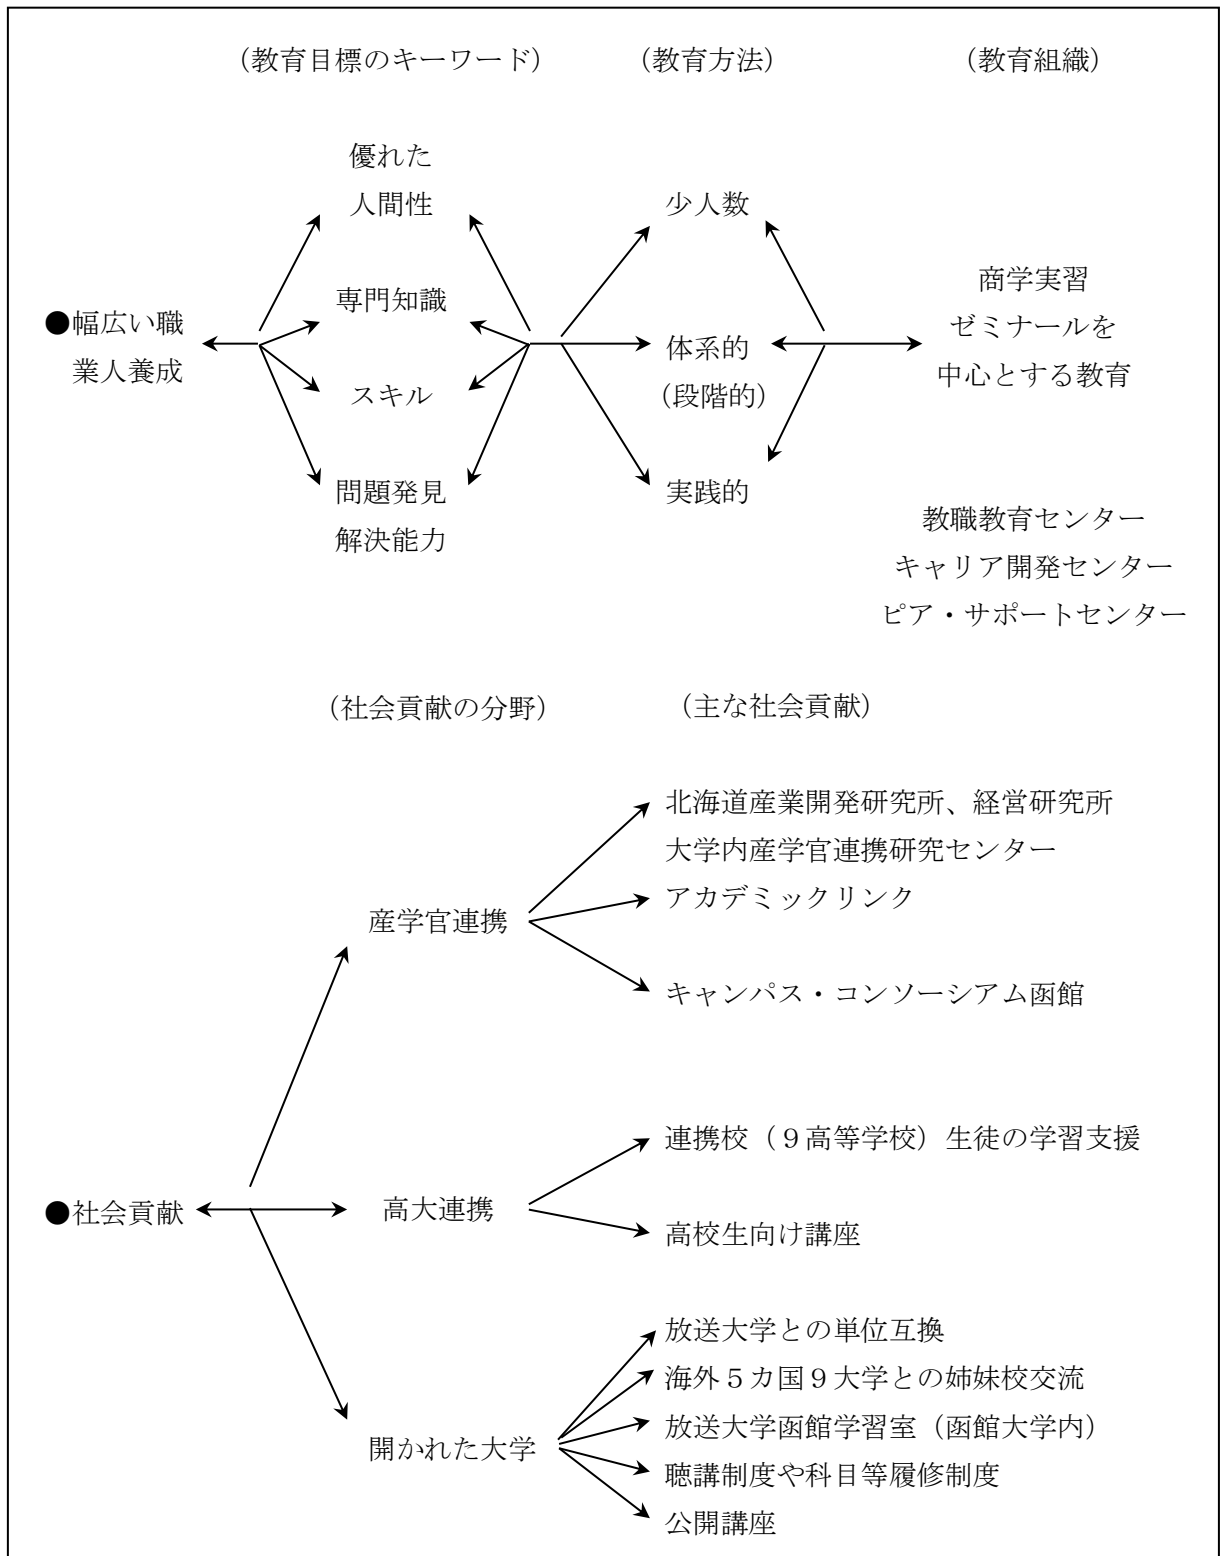 （教育目標のキーワード）
（教育方法）
（教育組織）
優れた
人間性
専門知識
スキル
問題発見
解決能力
●幅広い職
業人養成
少人数
体系的
（段階的）
実践的
商学実習
ゼミナールを
中心とする教育
教職教育センター
キャリア開発センター
ピア・サポートセンター
（社会貢献の分野）
（主な社会貢献）
●社会貢献
産学官連携
北海道産業開発研究所、経営研究所
大学内産学官連携研究センター
アカデミックリンク
キャンパス・コンソーシアム函館
高大連携
連携校（９高等学校）生徒の学習支援
高校生向け講座
開かれた大学
放送大学との単位互換
海外５カ国９大学との姉妹校交流
放送大学函館学習室（函館大学内）
聴講制度や科目等履修制度
公開講座